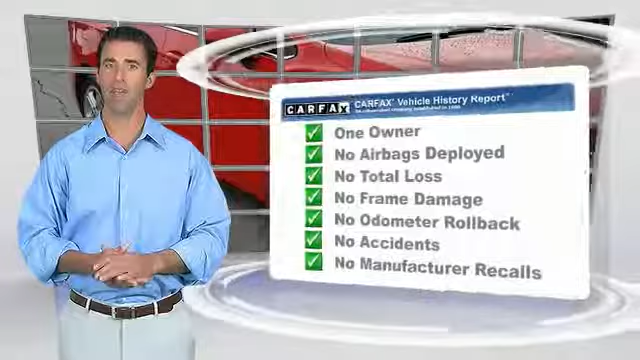 CARFAX CARFAX Vehicle History Report™
One Owner
No Airbags Deployed
No Total Loss
No Frame Damage
No Odometer Rollback
No Accidents
No Manufacturer Recalls